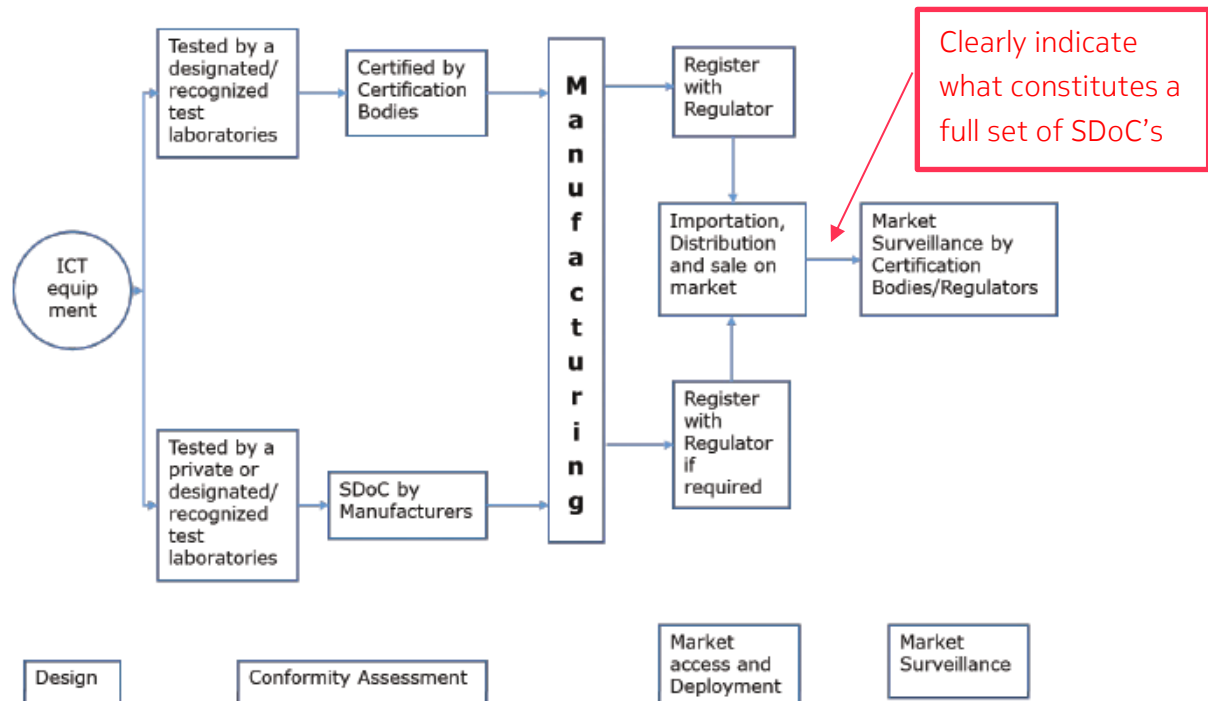 Tested by a
designated/
recognized
test
laboratories
Certified by
Certification
Bodies
M
a
n
u
f
a
c
t
u
r
i
n
g
Register
with
Regulator
Clearly indicate
what constitutes a
full set of SDoC's
ICT
equip
ment
Importation,
Distribution
and sale on
market
Market
Surveillance by
Certification
Bodies/Regulators
Tested by a
private or
designated/
recognized
test
laboratories
SDoC by
Manufacturers
Register
with
Regulator
if
required
Design
Conformity Assessment
Market
access and
Deployment
Market
Surveillance